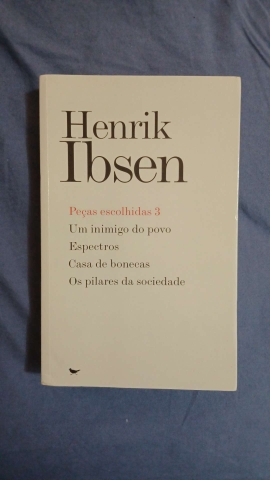 Henrik
Ibsen
Peças escolhidas 3
Um inimigo do povo
Espectros
Casa de bonecas
Os pilares da sociedade